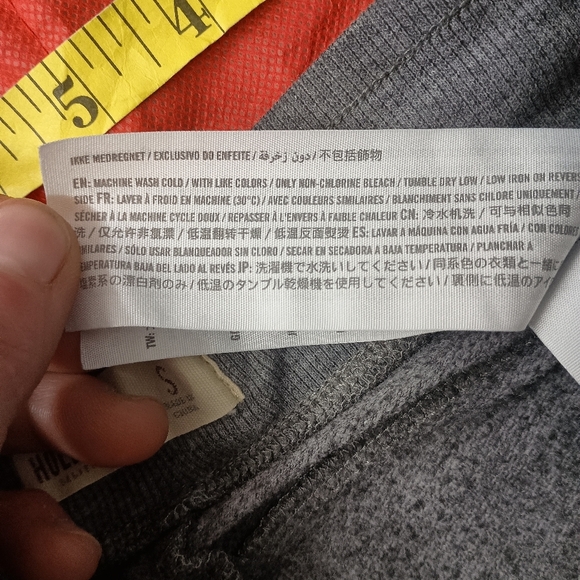 4
5
IKKE MEDREGNET / EXCLUSIVO DO ENFEITE / دون زخرفة / 不包括飾物
EN: MACHINE WASH COLD / WITH LIKE COLORS / ONLY NON-CHLORINE BLEACH / TUMBLE DRY LOW / LOW IRON ON REVERS
SIDE FR: LAVER À FROID EN MACHINE (30°C) / AVEC COULEURS SIMILAIRES / BLANCHIMENT SANS CHLORE UNIQUEMENT /
SÉCHER À LA MACHINE CYCLE DOUX / REPASSER À L'ENVERS À FAIBLE CHALEUR CN: 冷水机洗 / 可与相似色同
洗 / 仅允许非氯漂 / 低温翻转干燥 / 低温反面熨烫 ES: LAVAR A MÁQUINA CON AGUA FRÍA / CON COLORES
SIMILARES / SÓLO USAR BLANQUEADOR SIN CLORO / SECAR EN SECADORA A BAJA TEMPERATURA / PLANCHAR A
TEMPERATURA BAJA DEL LADO AL REVÉS JP: 洗濯機で水洗いしてください / 同系色の衣類と一緒に
塩素系の漂白剤のみ / 低温のタンブル乾燥機を使用してください / 裏側に低温のアイ
TW:
S
HOL